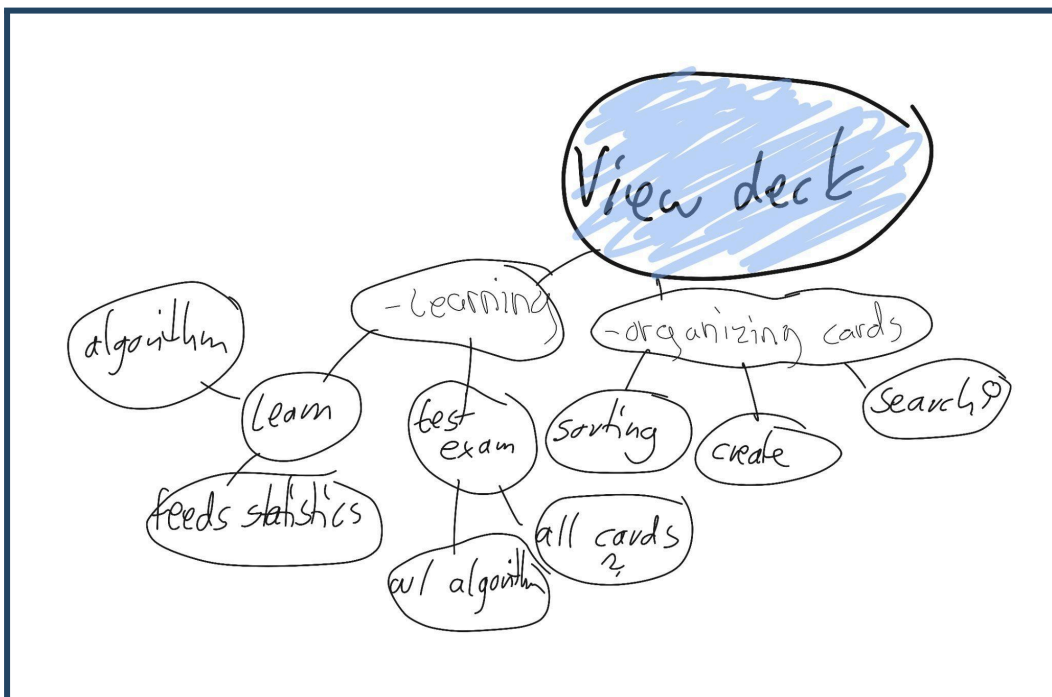 View deck
-Learning
-organizing cards
algorithm
Learn
test
exam
sorting
create
search
feeds statistics
w/ algorithm
all cards
?